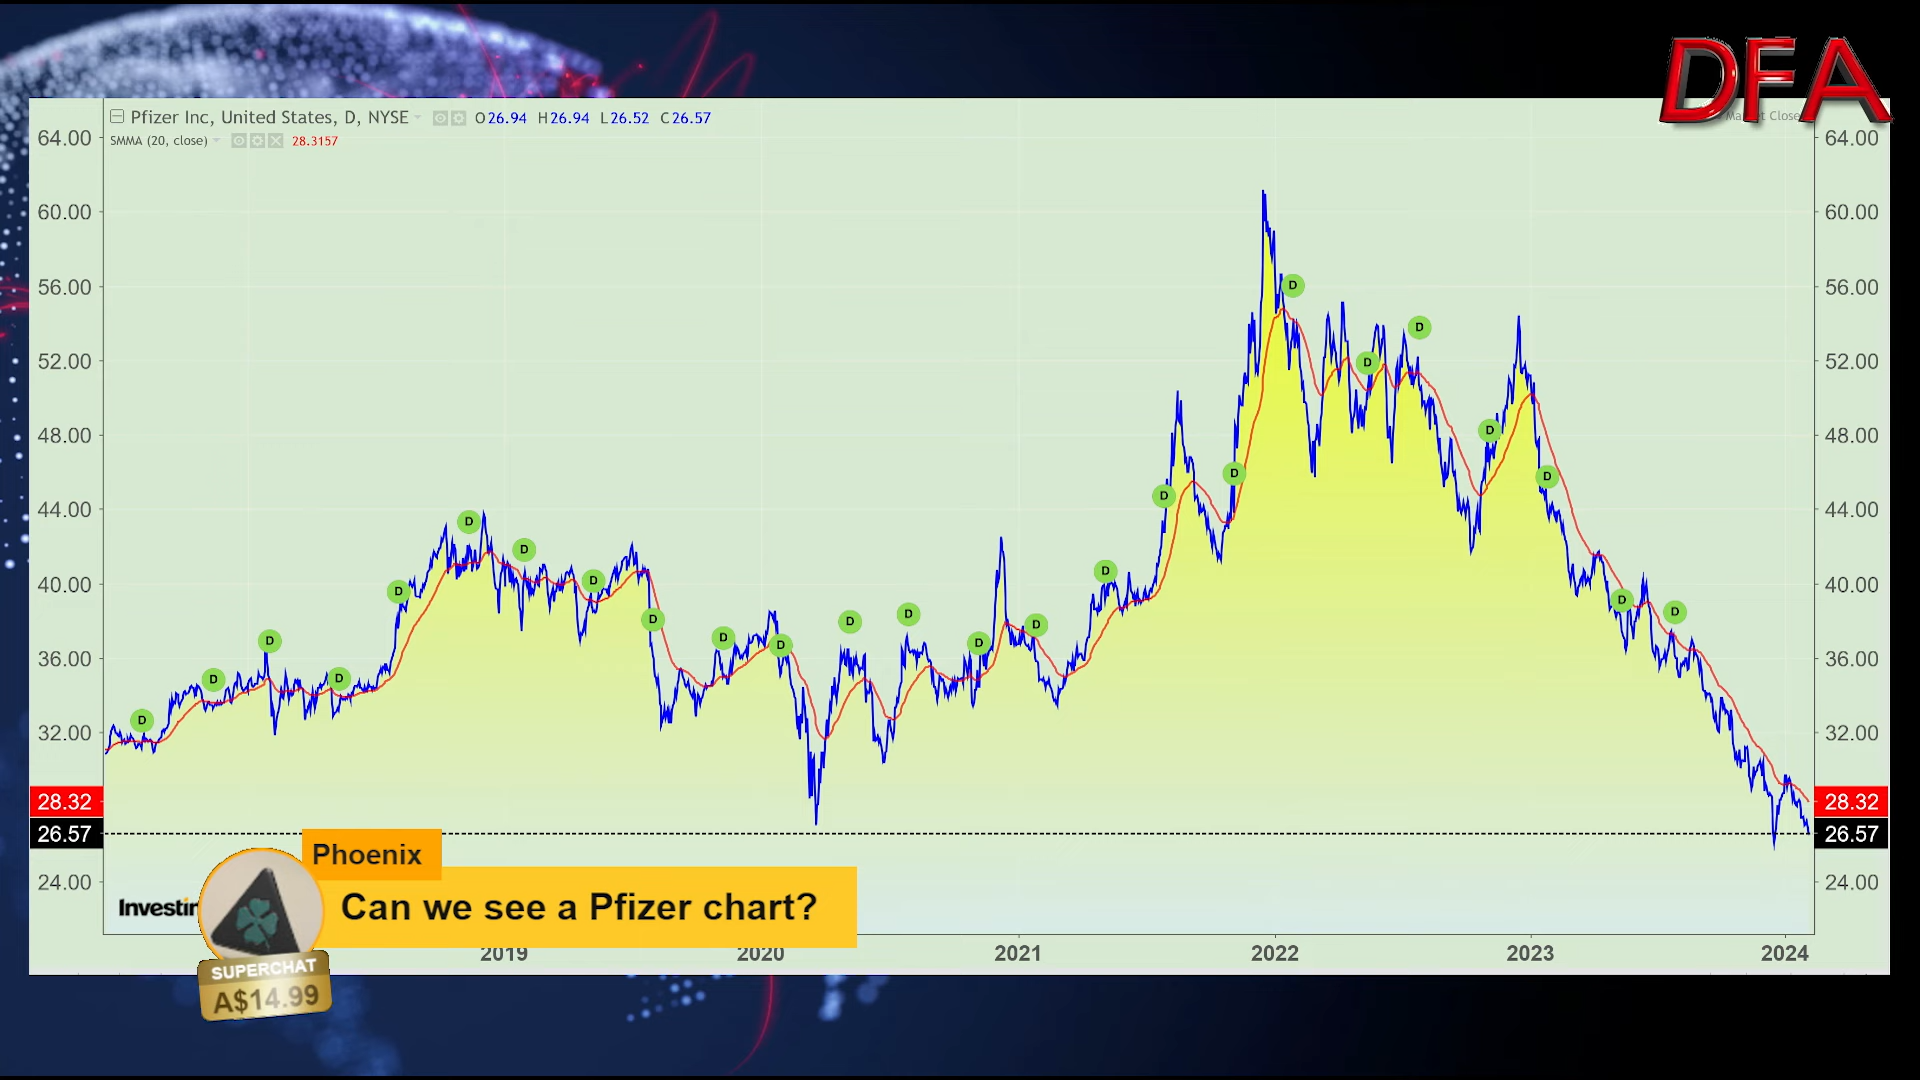 DFA
Pfizer Inc, United States, D, NYSE O26.94 H26.94 L26.52 C26.57
Market Close
SMMA (20, close) 28.3157
64.00 64.00
60.00 60.00
56.00 56.00
52.00 52.00
48.00 48.00
44.00 44.00
40.00 40.00
36.00 36.00
32.00 32.00
28.32 28.32
26.57 26.57
24.00 24.00
D D D D D D D D D D D D D D D D D D D D D D D D D
Phoenix
Can we see a Pfizer chart?
Investin
SUPERCHAT
A$14.99
2019 2020 2021 2022 2023 2024